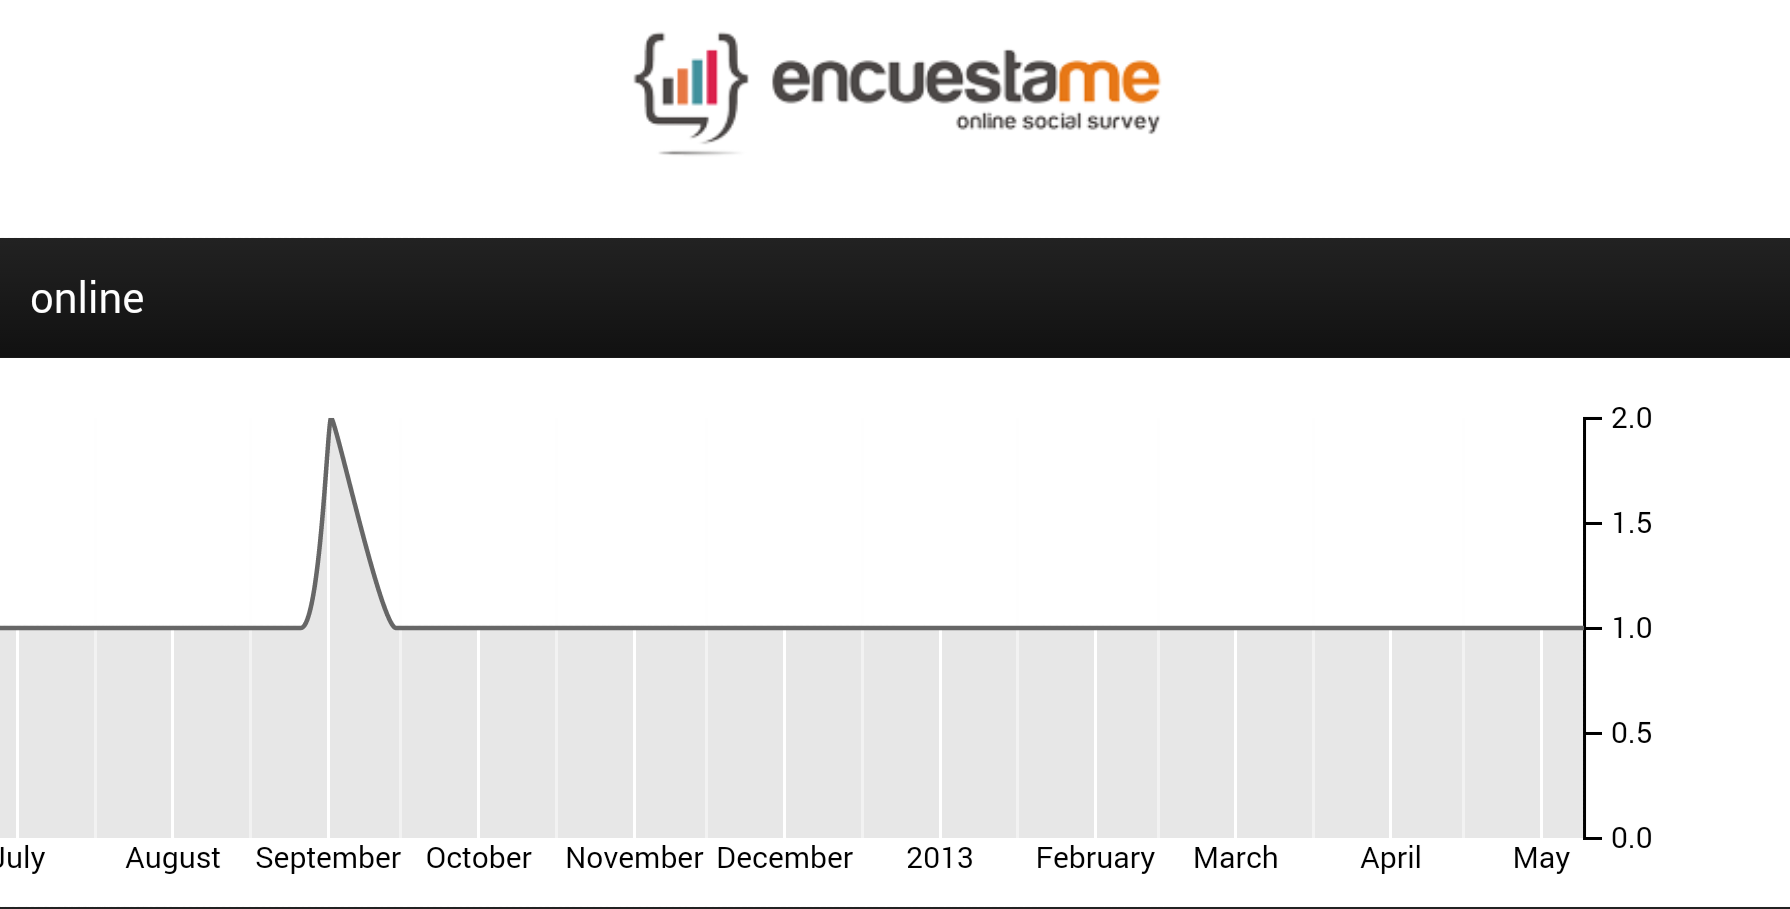 encuestame
online social survey
online
2.0
1.5
1.0
0.5
0.0
July August September October November December 2013 February March April May